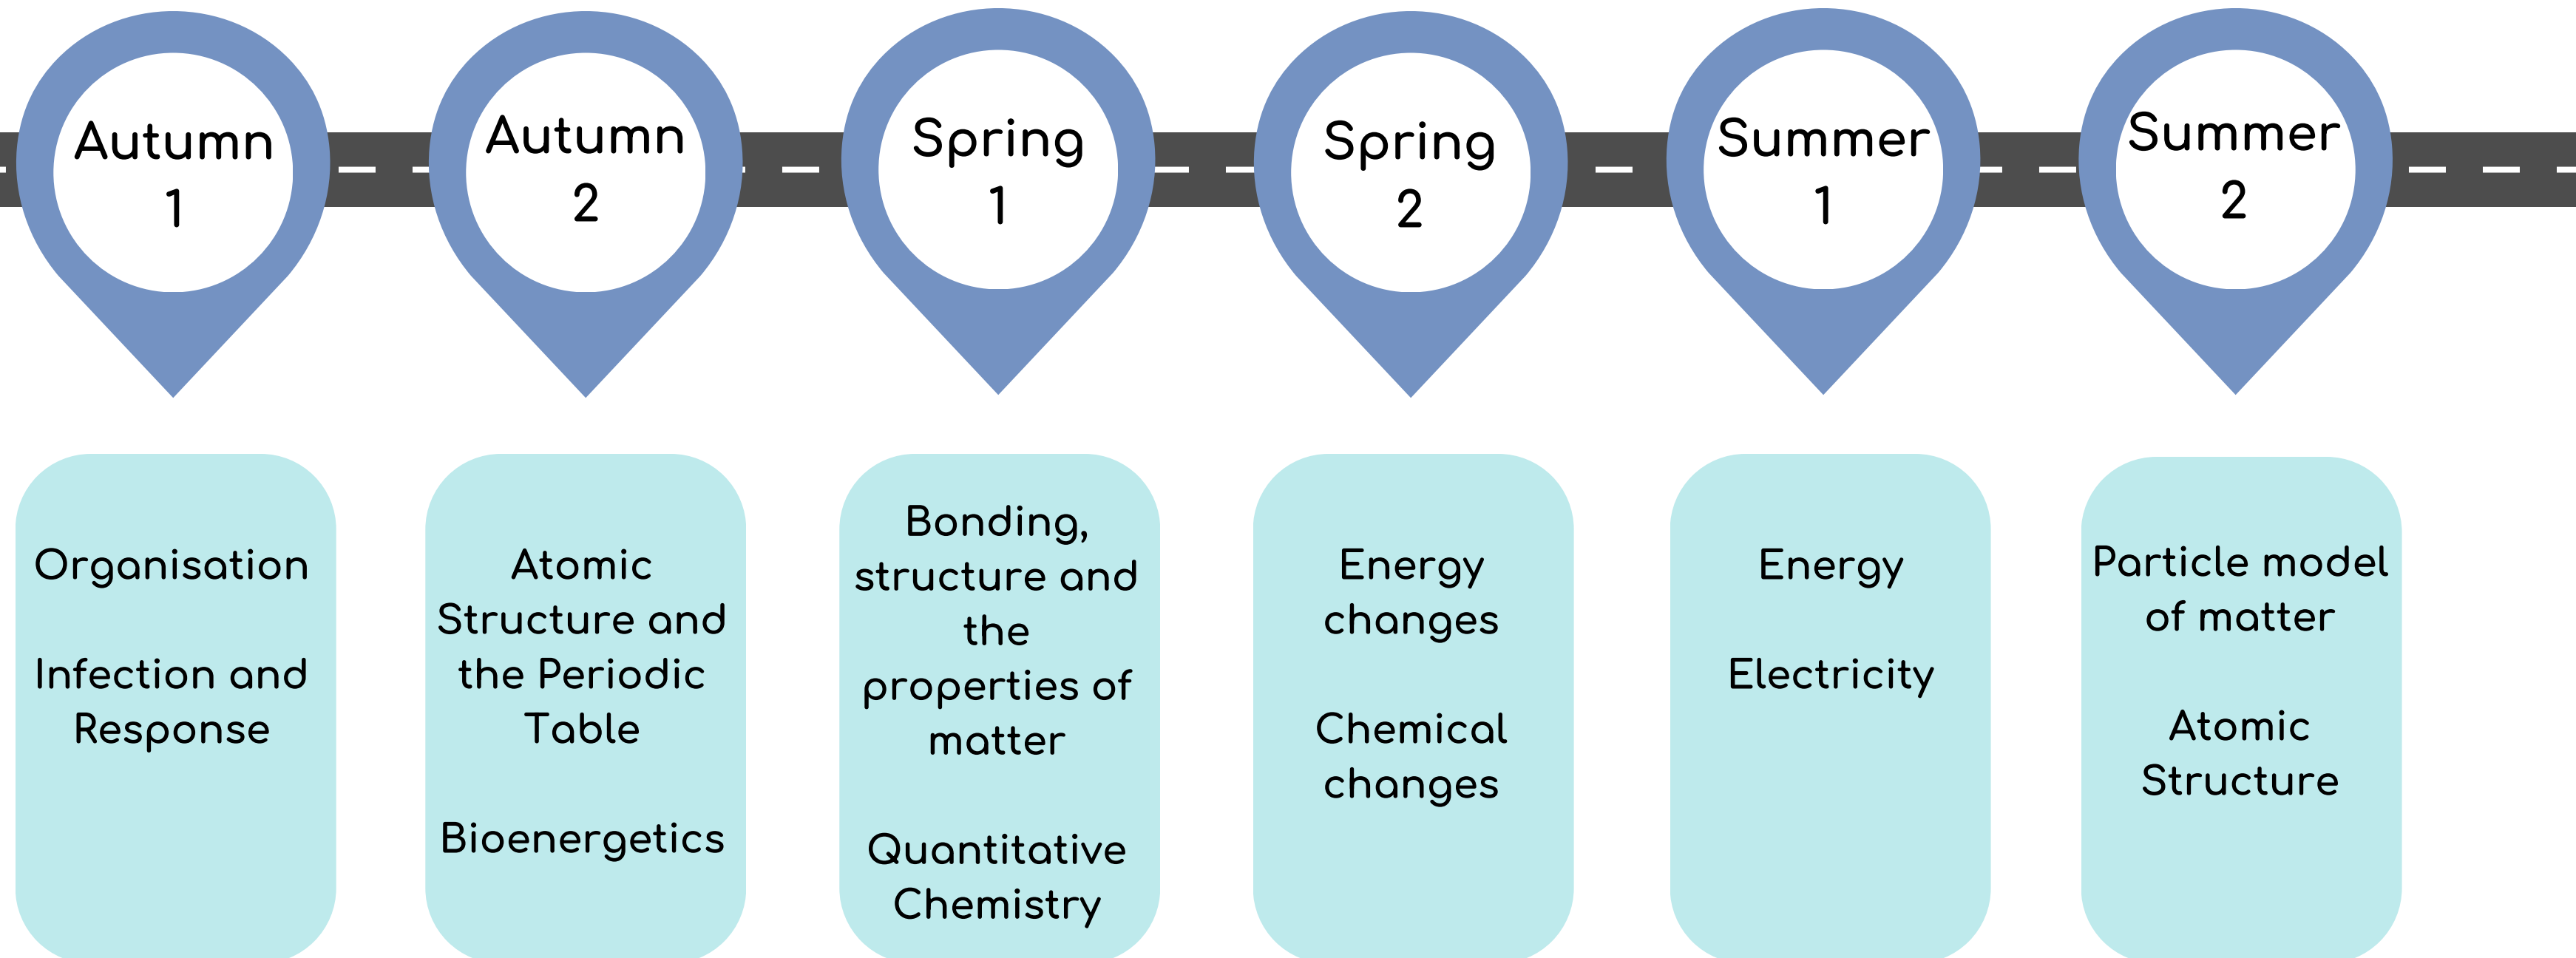 Autumn
1
Autumn
2
Spring
1
Spring
2
Summer
1
Summer
2
Organisation
Infection and
Response
Atomic
Structure and
the Periodic
Table
Bioenergetics
Bonding,
structure and
the
properties of
matter
Quantitative
Chemistry
Energy
changes
Chemical
changes
Energy
Electricity
Particle model
of matter
Atomic
Structure